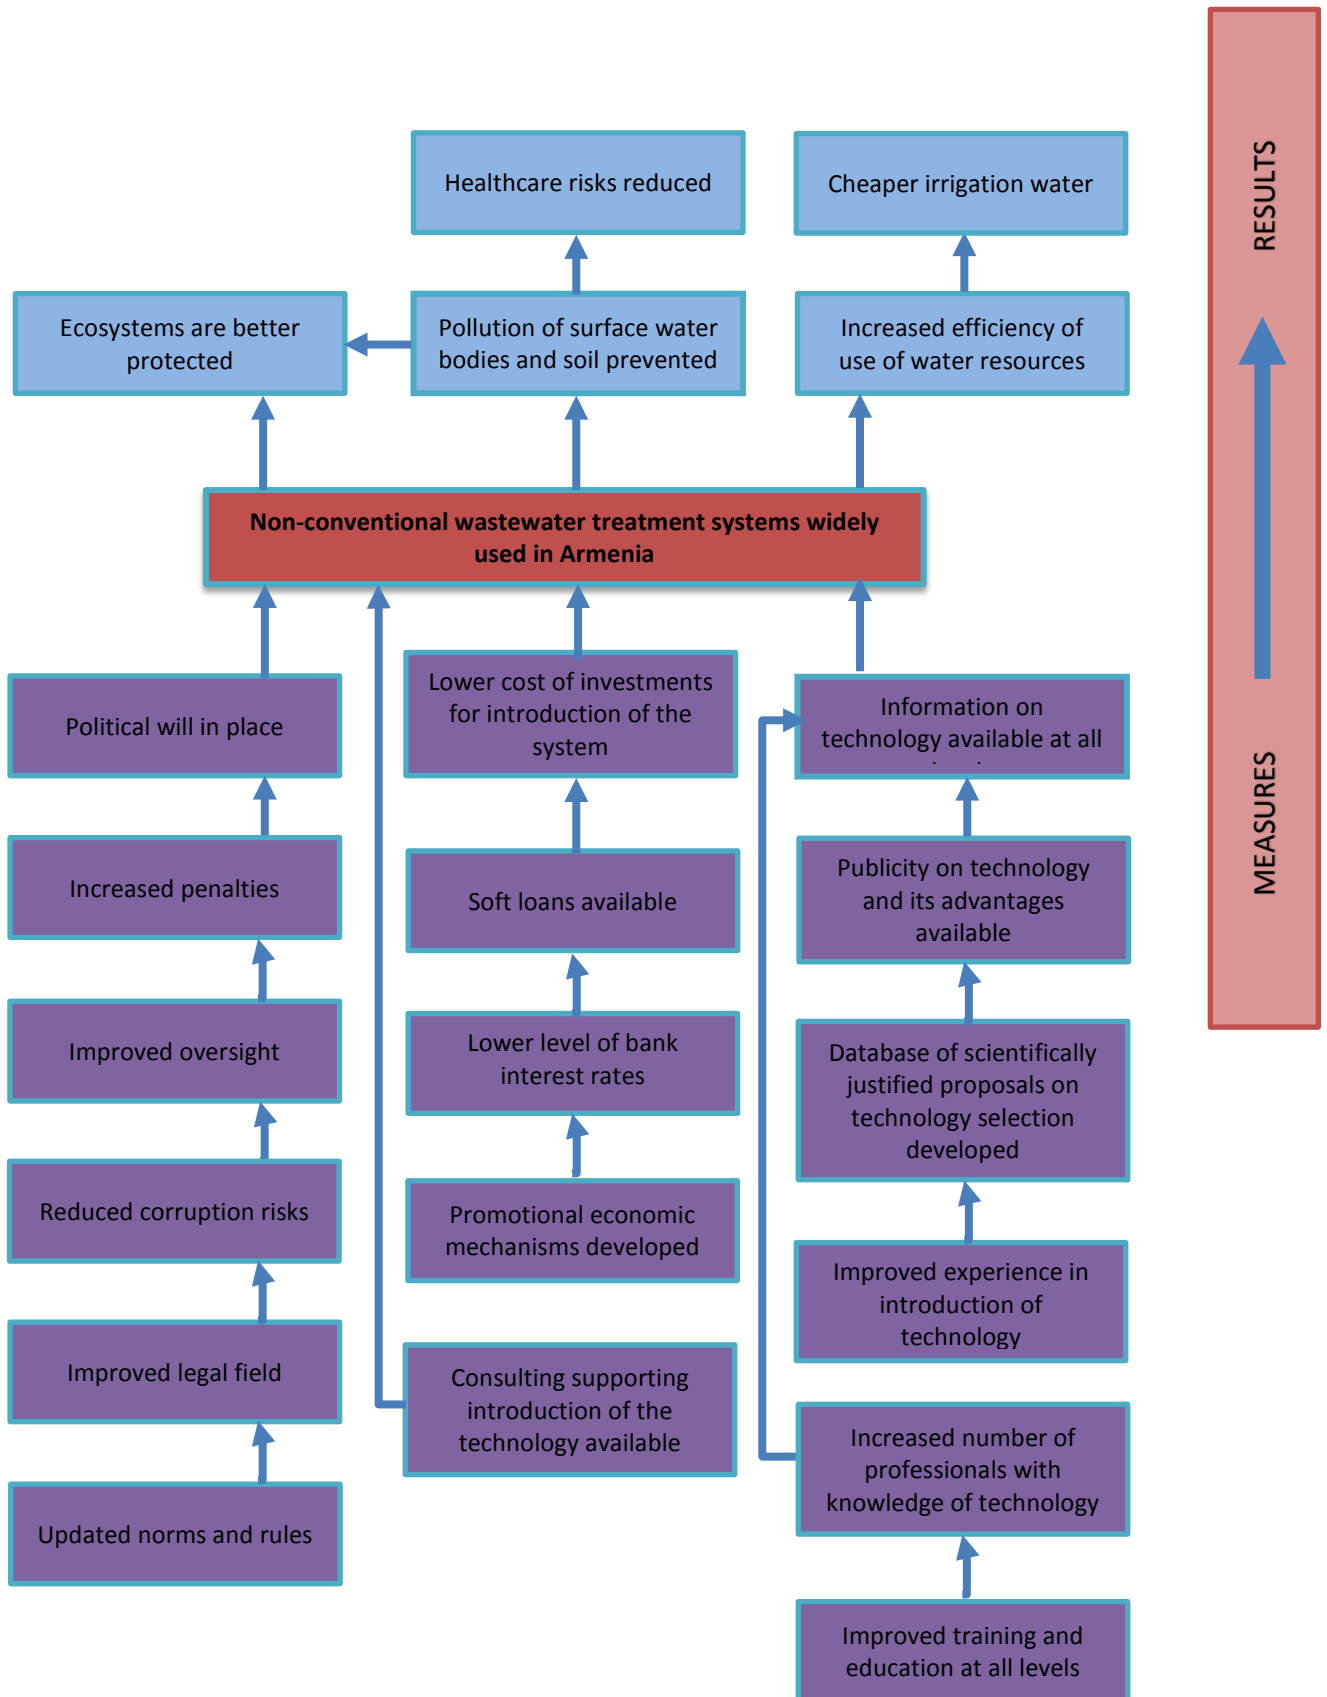 RESULTS
MEASURES
Healthcare risks reduced
Cheaper irrigation water
Ecosystems are better
protected
Pollution of surface water
bodies and soil prevented
Increased efficiency of
use of water resources
Non-conventional wastewater treatment systems widely
used in Armenia
Political will in place
Lower cost of investments
for introduction of the
system
Information on
technology available at all
Increased penalties
Soft loans available
Publicity on technology
and its advantages
available
Improved oversight
Lower level of bank
interest rates
Database of scientifically
justified proposals on
technology selection
developed
Reduced corruption risks
Promotional economic
mechanisms developed
Improved experience in
introduction of
technology
Improved legal field
Consulting supporting
introduction of the
technology available
Increased number of
professionals with
knowledge of technology
Updated norms and rules
Improved training and
education at all levels